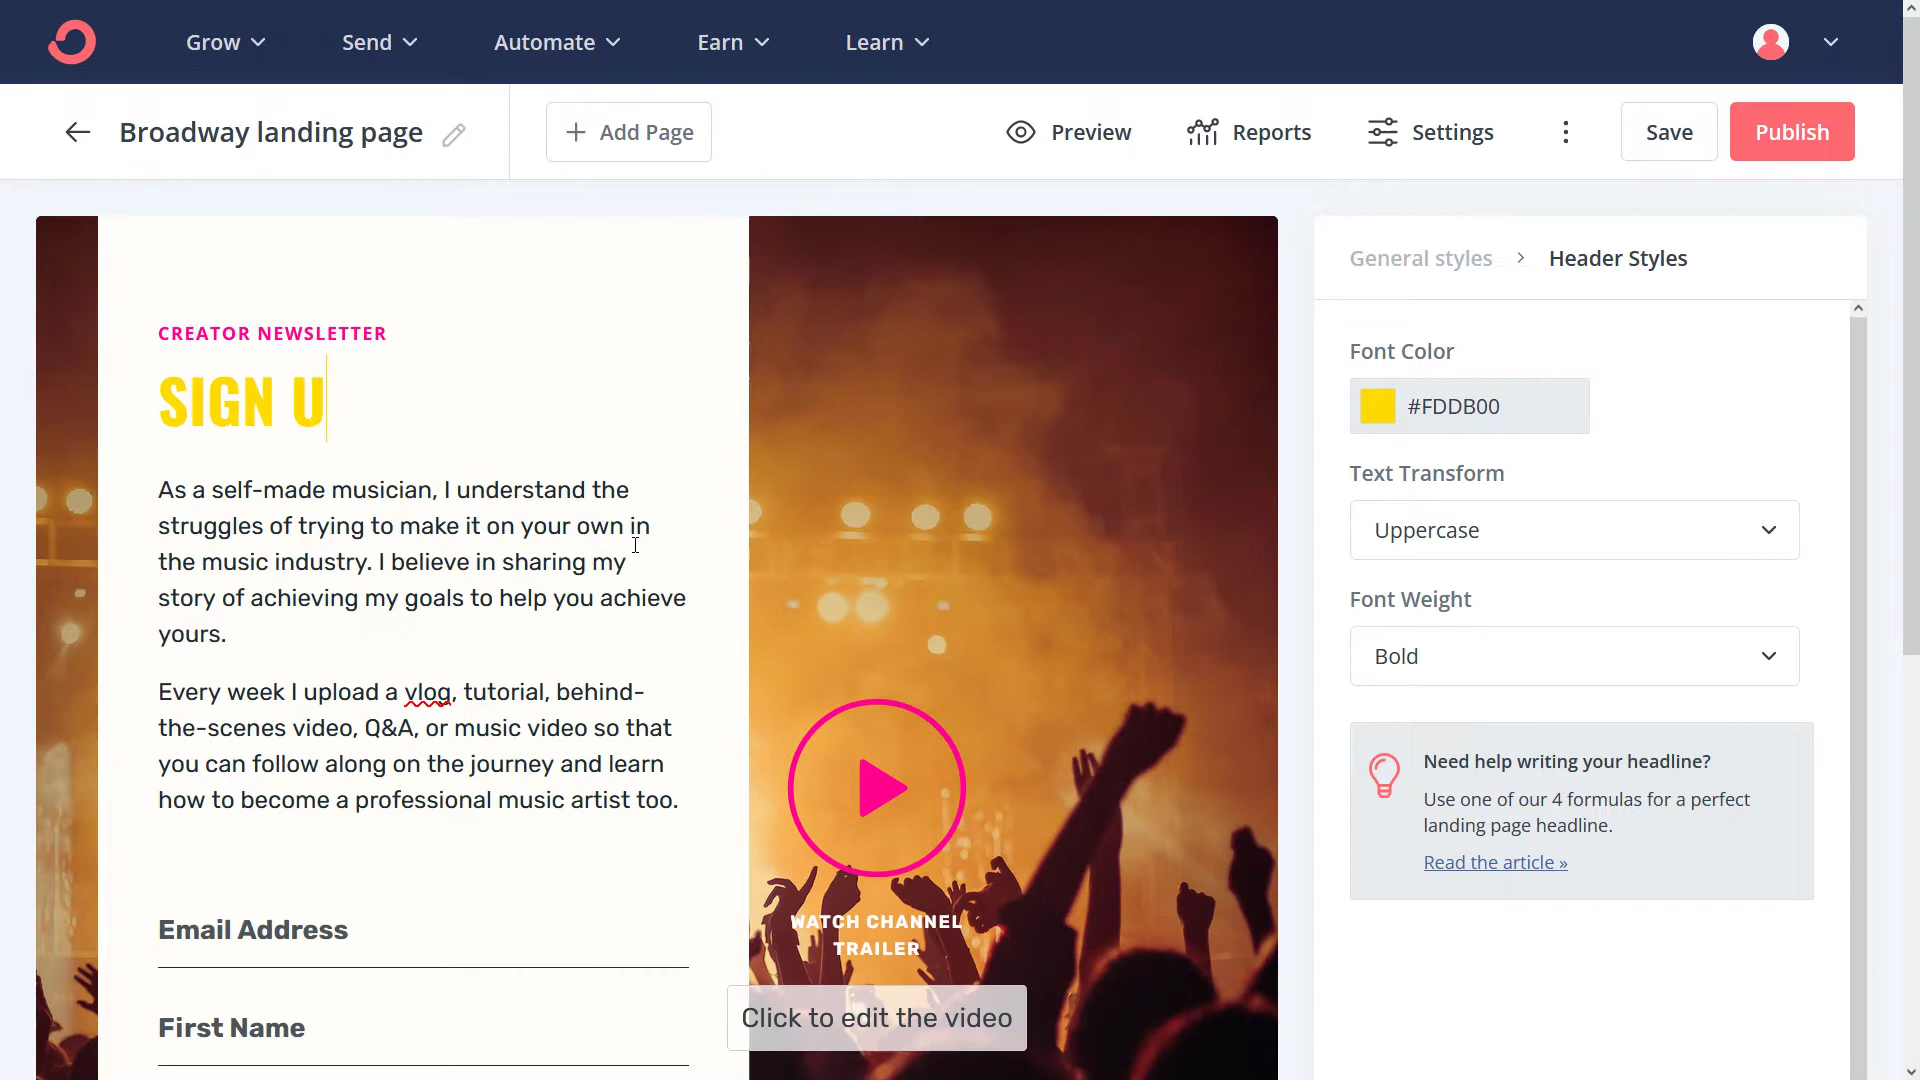 Grow
Send
Automate
Earn
Learn
Broadway landing page
Add Page
Preview
Reports
Settings
Save
Publish
CREATOR NEWSLETTER
SIGN U
As a self-made musician, I understand the
struggles of trying to make it on your own in
the music industry. I believe in sharing my
story of achieving my goals to help you achieve
yours.
Every week I upload a vlog, tutorial, behind-
the-scenes video, Q&A, or music video so that
you can follow along on the journey and learn
how to become a professional music artist too.
Email Address
First Name
WATCH CHANNEL
TRAILER
Click to edit the video
General styles > Header Styles
Font Color
#FDDB00
Text Transform
Uppercase
Font Weight
Bold
Need help writing your headline?
Use one of our 4 formulas for a perfect
landing page headline.
Read the article »